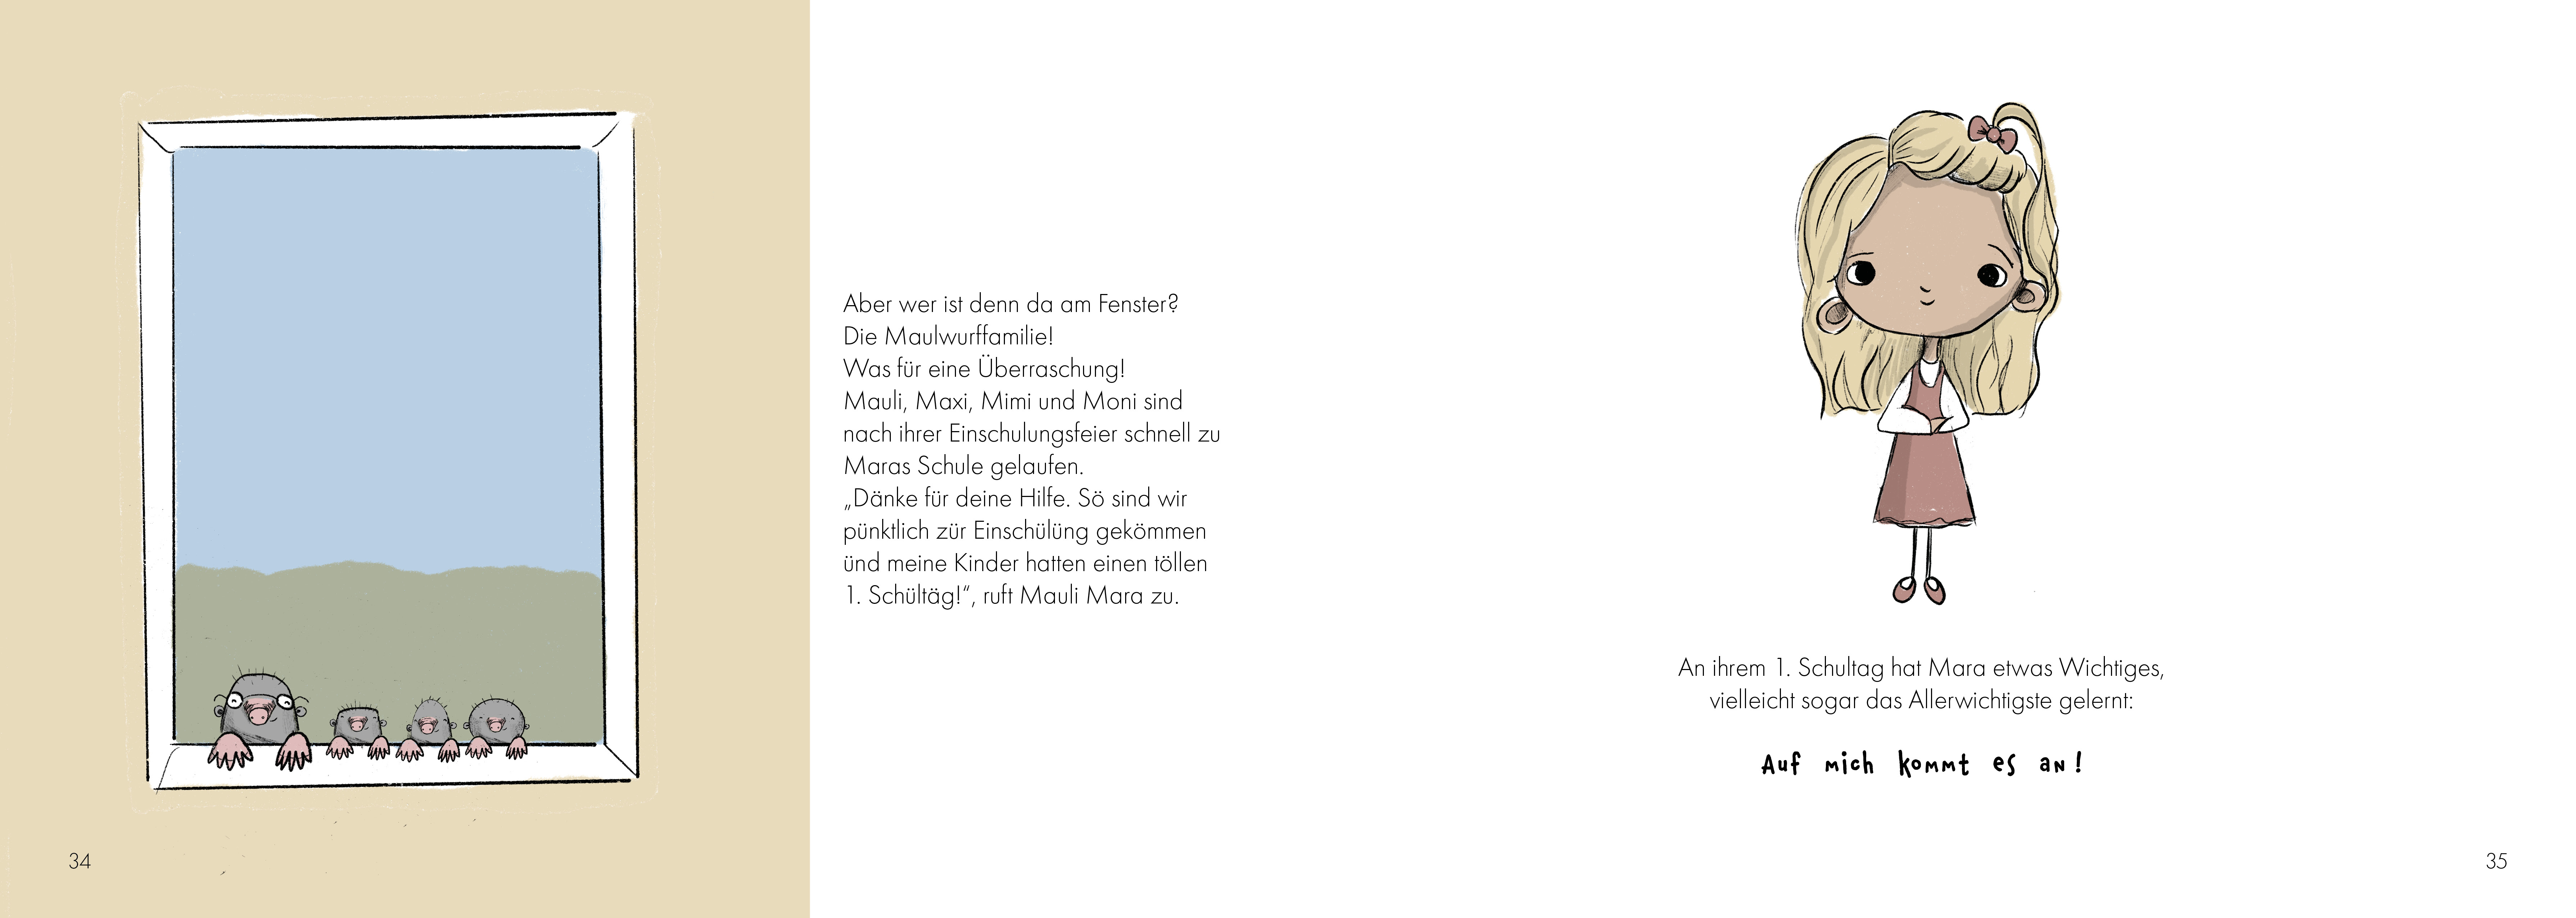 Aber wer ist denn da am Fenster?
Die Maulwurffamilie!
Was für eine Überraschung!
Mauli, Maxi, Mimi und Moni sind
nach ihrer Einschulungsfeier schnell zu
Maras Schule gelaufen.
„Dänke für deine Hilfe. Sö sind wir
pünktlich zür Einschülüng gekömmen
ünd meine Kinder hatten einen töllen
1. Schültäg!“, ruft Mauli Mara zu.
34
An ihrem 1. Schultag hat Mara etwas Wichtiges,
vielleicht sogar das Allerwichtigste gelernt:
Auf mich kommt es an!
35